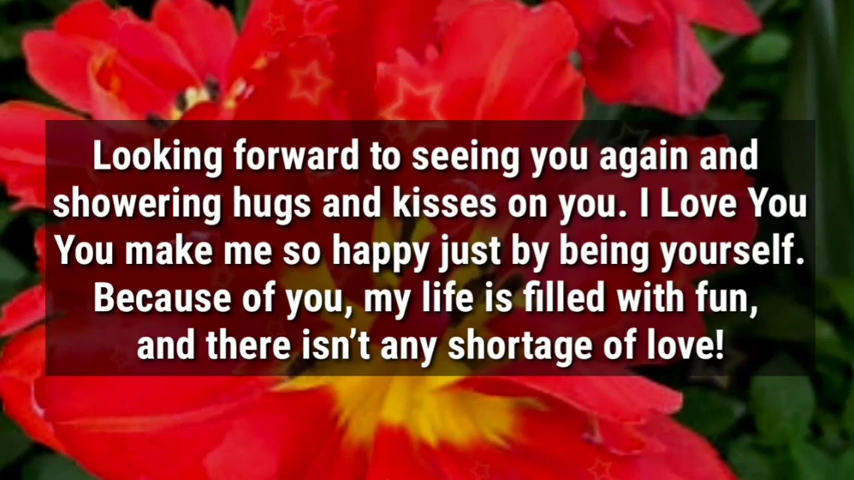 Looking forward to seeing you again and
showering hugs and kisses on you. I Love You
You make me so happy just by being yourself.
Because of you, my life is filled with fun,
and there isn’t any shortage of love!